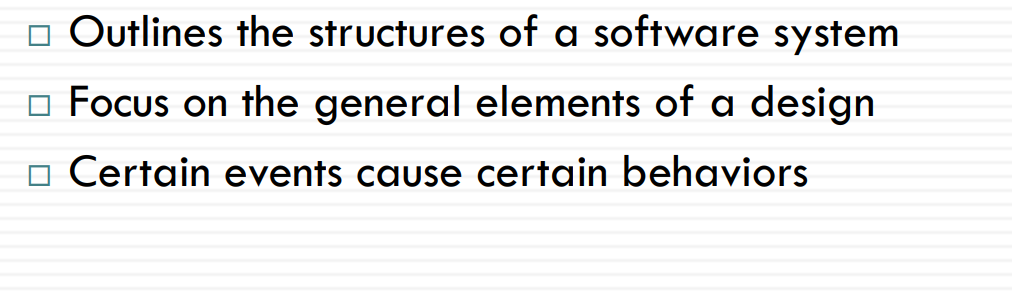 Outlines the structures of a software system
Focus on the general elements of a design
Certain events cause certain behaviors